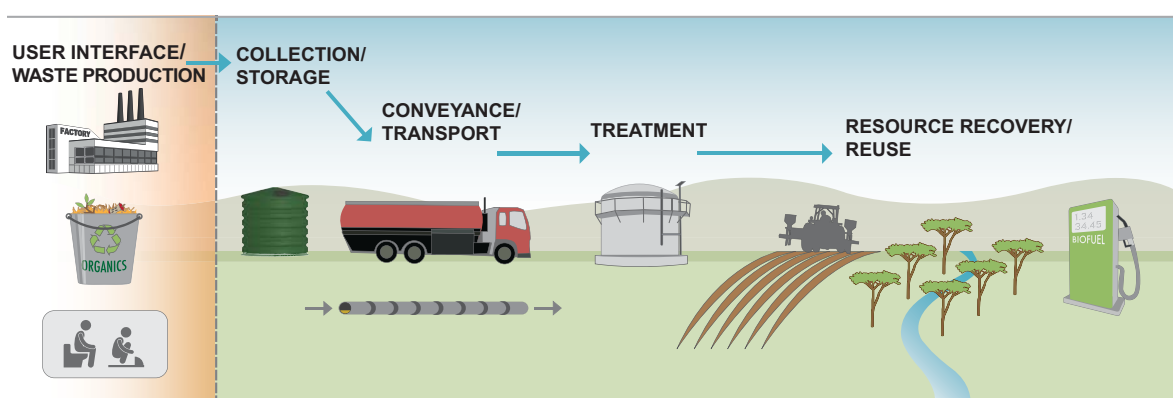 USER INTERFACE/
WASTE PRODUCTION
COLLECTION/
STORAGE
CONVEYANCE/
TRANSPORT
TREATMENT
RESOURCE RECOVERY/
REUSE
FACTORY
ORGANICS
1.34
34.45
BIOFUEL